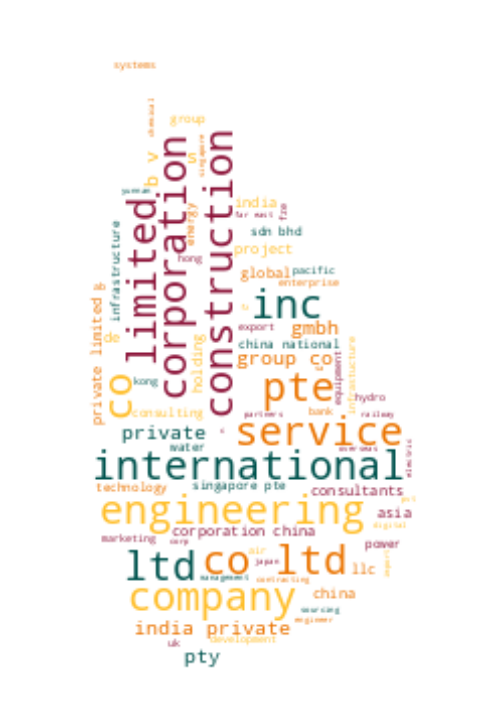 systems
chemical
group
singapore
b v
s
yunnan
limited
corporation
construction
india
far east
fze
energy
infrastructure
sdn bhd
project
hong
global
pacific
enterprise
private limited
&
inc
u
export
gmbh
de
china national
holding
group co
equipment
infrastructure
co
kong
pte
hydro
consulting
partners
bank
railway
private
c
service
water
overseas
international
electric
technology
singapore pte
consultants
engineering
pvt
asia
digital
corporation china
marketing
corp
power
ltd
co ltd
air
japan
llc
import
management
contracting
company
china
sourcing
engineer
india private
development
uk
pty